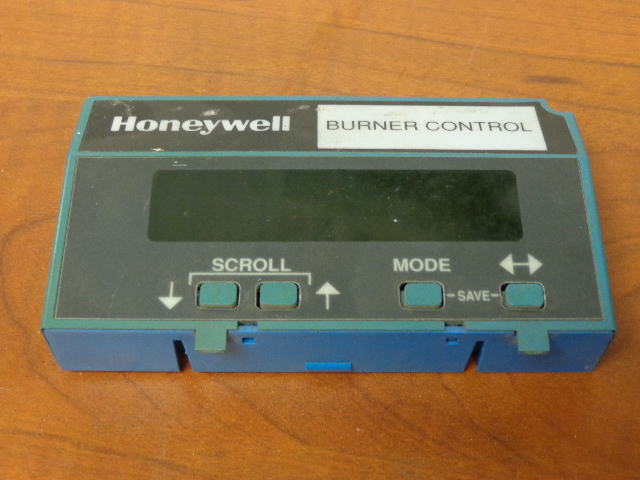 Honeywell BURNER CONTROL
SCROLL MODE
SAVE